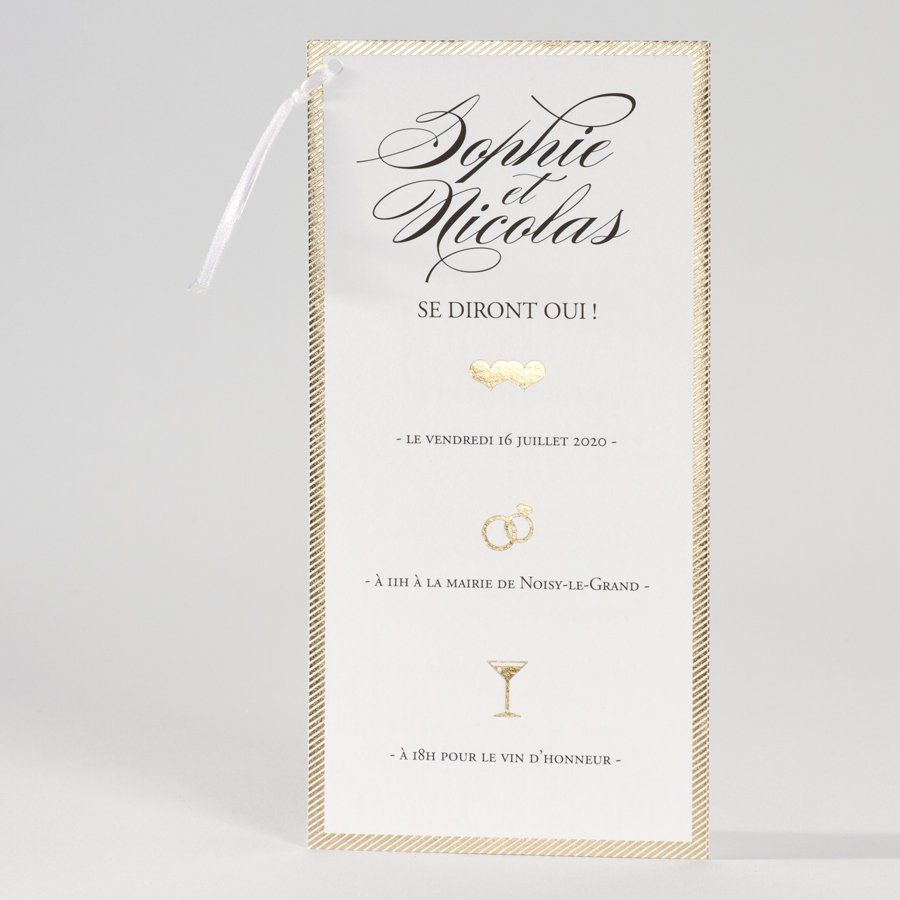 Sophie
et
Nicolas
SE DIRONT OUI !
- LE VENDREDI 16 JUILLET 2020 -
- À 11H À LA MAIRIE DE NOISY-LE-GRAND -
- À 18H POUR LE VIN D'HONNEUR -